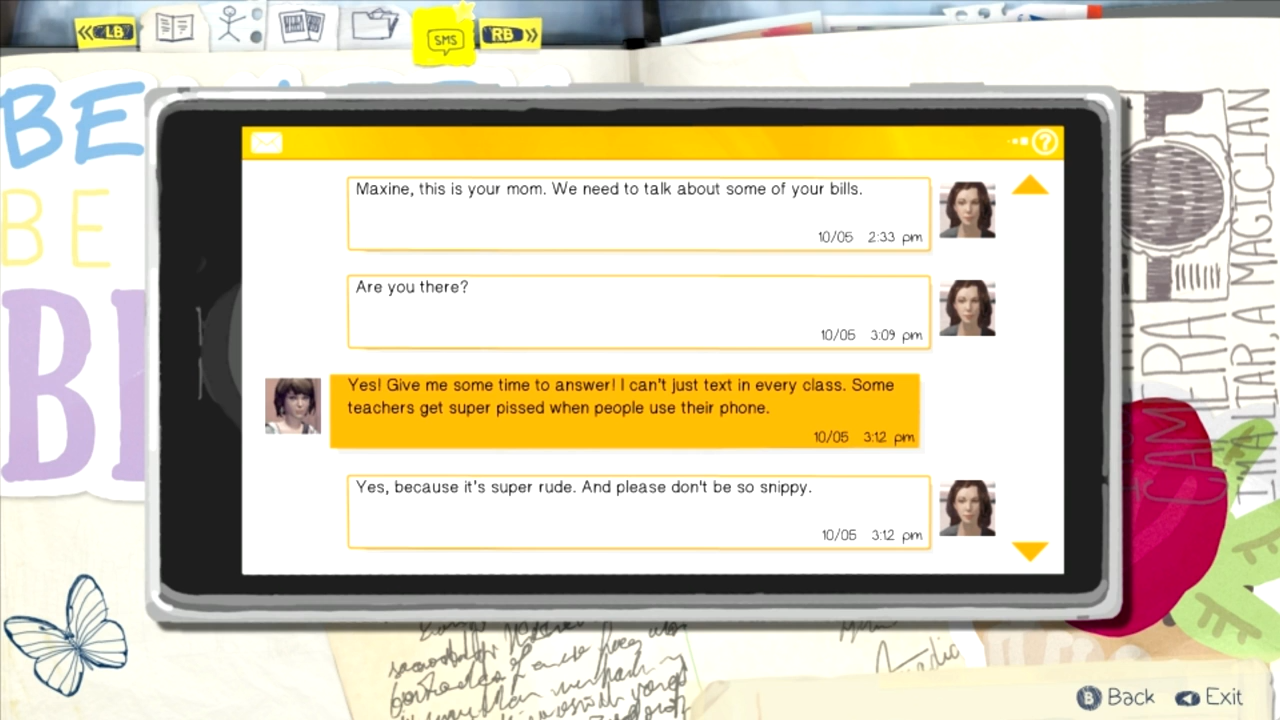 LB
SMS
RB
?
BE
BE
Maxine, this is your mom. We need to talk about some of your bills.
10/05 2:33 pm
Are you there?
10/05 3:09 pm
Yes! Give me some time to answer! I can't just text in every class. Some
teachers get super pissed when people use their phone.
10/05 3:12 pm
Yes, because it's super rude. And please don't be so snippy.
10/05 3:12 pm
CAMERA
A MAGICIAN
B Back
Exit